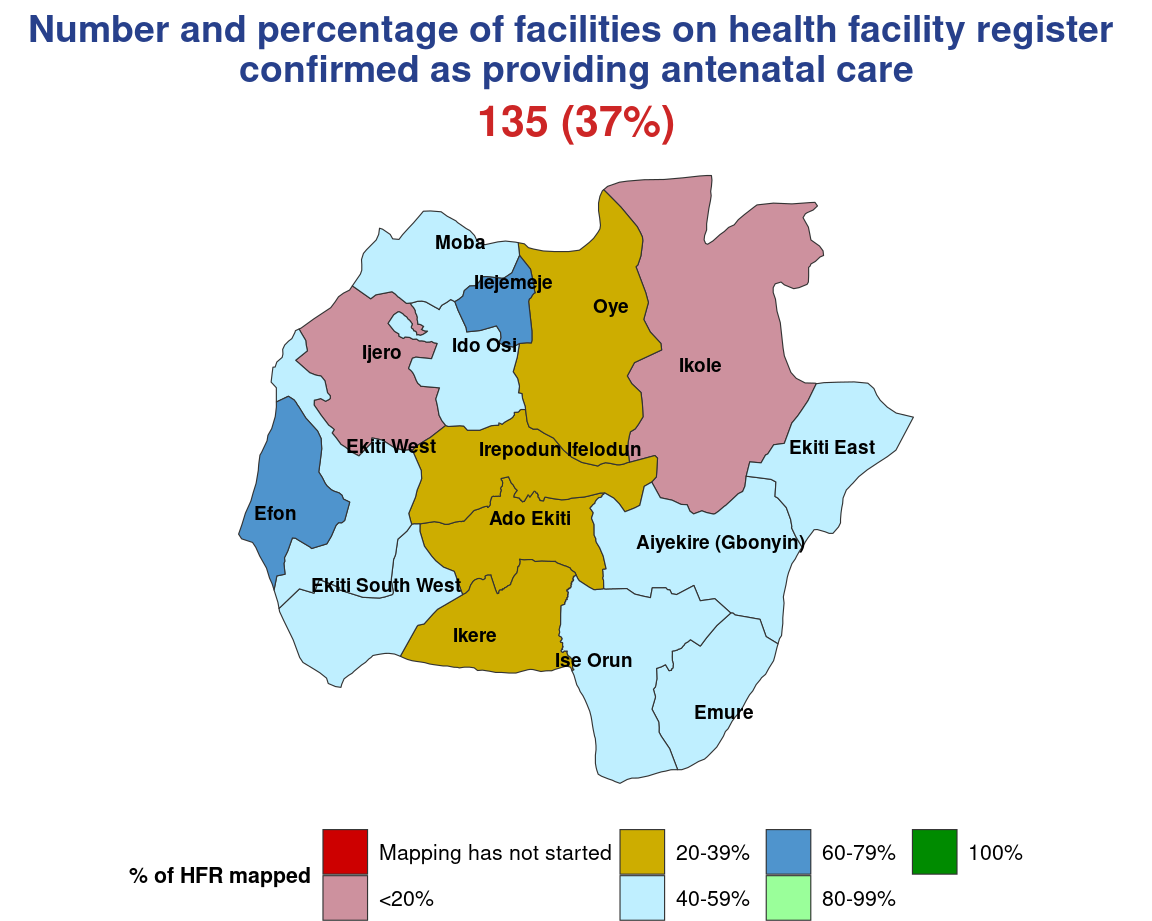 Number and percentage of facilities on health facility register
confirmed as providing antenatal care
135 (37%)
Moba
Ilejemeje
Oye
Ido Osi
Ijero
Ikole
Ekiti West
Irepodun Ifelodun
Ekiti East
Efon
Ado Ekiti
Aiyekire (Gbonyin)
Ekiti South West
Ikere
Ise Orun
Emure
% of HFR mapped
Mapping has not started
<20%
20-39%
40-59%
60-79%
80-99%
100%